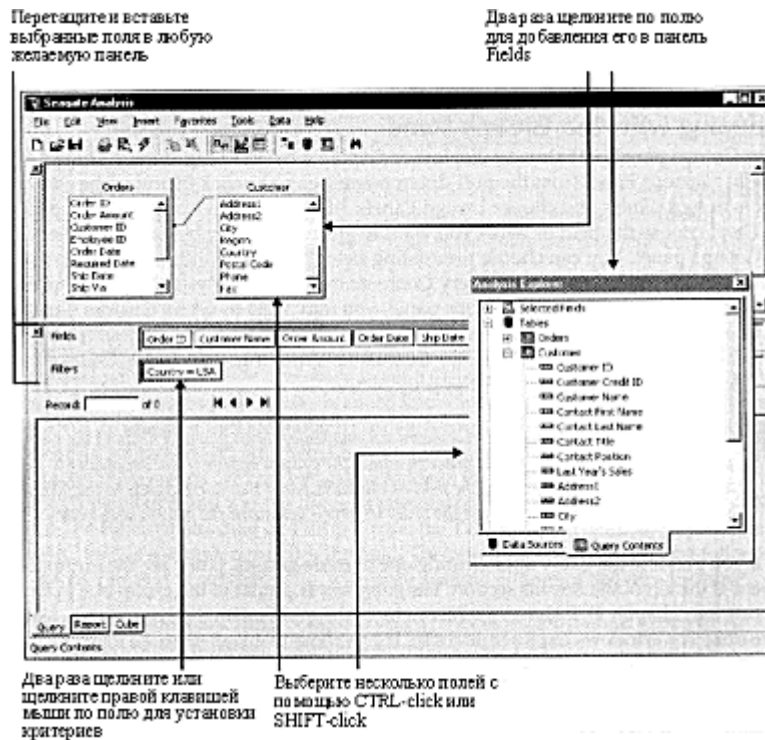 Перетащите и вставьте
выбранные поля в любую
желаемую панель
Два раза щелкните по полю
для добавления его в панель
Fields
Seagate Analysis
File Edit View Insert Favorites Tools Data Help
Orders
Order ID
Order Amount
Customer ID
Employee ID
Order Date
Required Date
Ship Date
Ship Via
Customer
Address1
Address2
City
Region
Country
Postal Code
Phone
Fax
Analysis Explorer
Selected Fields
Tables
Orders
Customer
Customer ID
Customer Credit ID
Customer Name
Contact First Name
Contact Last Name
Contact Title
Contact Position
Last Year's Sales
Address1
Address2
City
Data Sources Query Contents
Fields Order ID Customer Name Order Amount Order Date Ship Date
Filters Country = USA
Record: of 0
Query Report Cube
Query Contents
Два раза щелкните или
щелкните правой клавишей
мыши по полю для установки
критериев
Выберите несколько полей с
помощью CTRL-click или
SHIFT-click